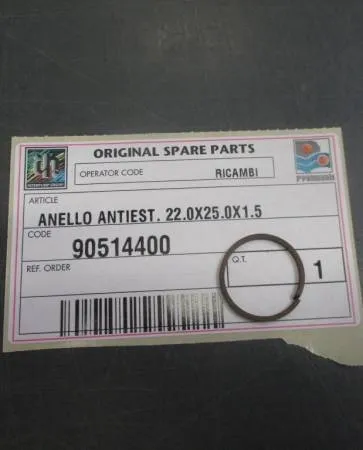 ORIGINAL SPARE PARTS
OPERATOR CODE
RICAMBI
ARTICLE
ANELLO ANTIEST. 22.0X25.0X1.5
CODE
90514400
REF. ORDER
Q.T.
1